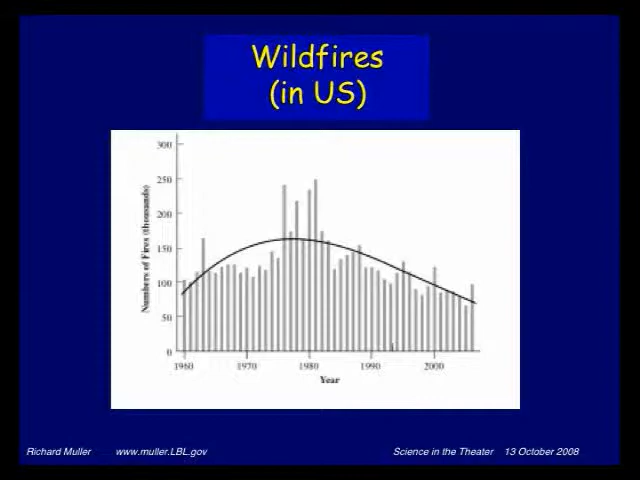 Wildfires
(in US)
300
250
200
150
100
50
0
Numbers of Fires (thousands)
1960 1970 1980 1990 2000
Year
Richard Muller www.muller.LBL.gov Science in the Theater 13 October 2008